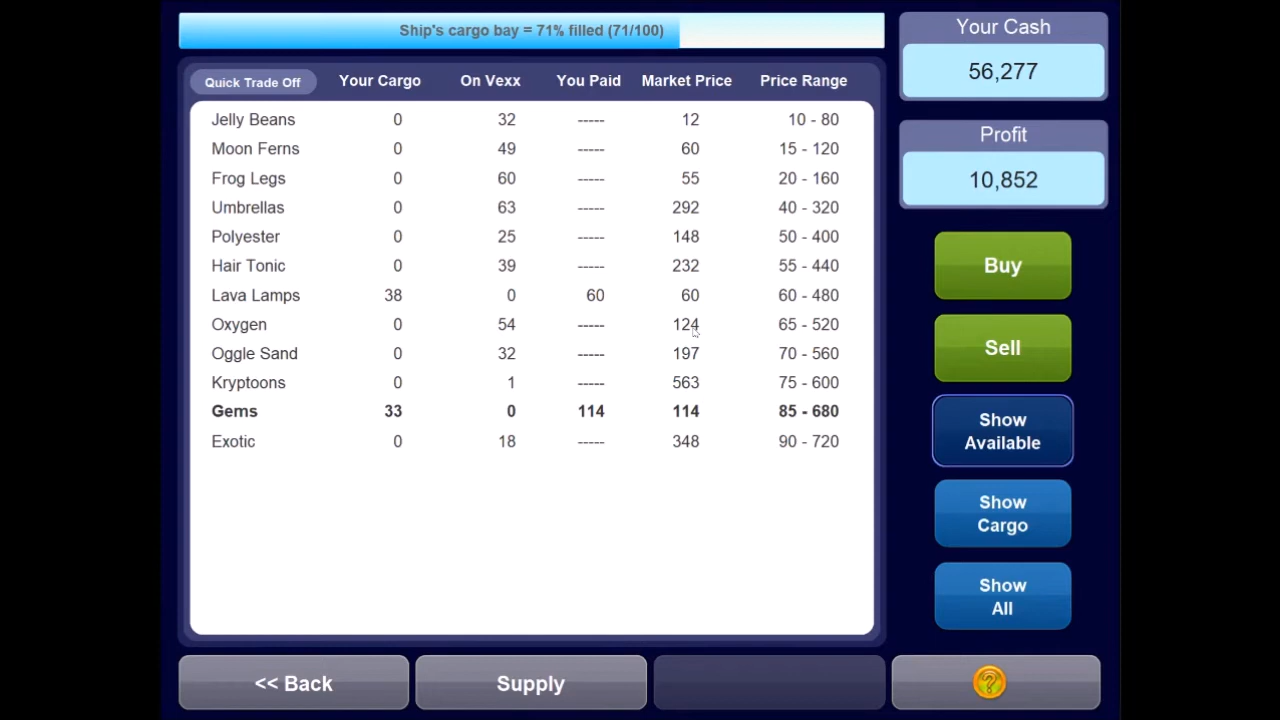 Ship's cargo bay = 71% filled (71/100)
Your Cash
56,277
Quick Trade Off Your Cargo On Vexx You Paid Market Price Price Range
Jelly Beans 0 32 ----- 12 10 - 80
Moon Ferns 0 49 ----- 60 15 - 120
Frog Legs 0 60 ----- 55 20 - 160
Umbrellas 0 63 ----- 292 40 - 320
Polyester 0 25 ----- 148 50 - 400
Hair Tonic 0 39 ----- 232 55 - 440
Lava Lamps 38 0 60 60 60 - 480
Oxygen 0 54 ----- 124 65 - 520
Oggle Sand 0 32 ----- 197 70 - 560
Kryptoons 0 1 ----- 563 75 - 600
Gems 33 0 114 114 85 - 680
Exotic 0 18 ----- 348 90 - 720
Profit
10,852
Buy
Sell
Show
Available
Show
Cargo
Show
All
<< Back
Supply
?